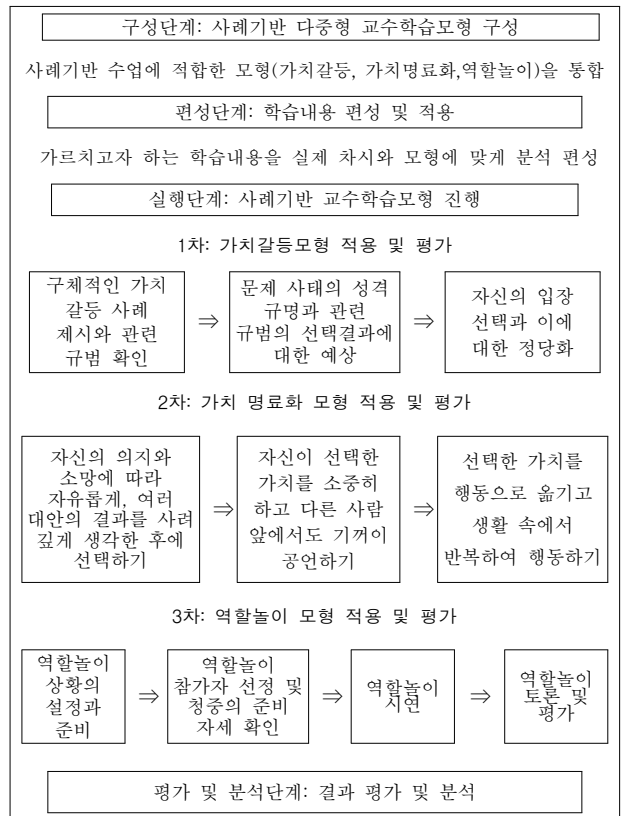 구성단계: 사례기반 다중형 교수학습모형 구성
사례기반 수업에 적합한 모형(가치갈등, 가치명료화,역할놀이)을 통합
편성단계: 학습내용 편성 및 적용
가르치고자 하는 학습내용을 실제 차시와 모형에 맞게 분석 편성
실행단계: 사례기반 교수학습모형 진행
1차: 가치갈등모형 적용 및 평가
구체적인 가치
갈등 사례
제시와 관련
규범 확인
⇒
문제 사태의 성격
규명과 관련
규범의 선택결과에
대한 예상
⇒
자신의 입장
선택과 이에
대한 정당화
2차: 가치 명료화 모형 적용 및 평가
자신의 의지와
소망에 따라
자유롭게, 여러
대안의 결과를 사려
깊게 생각한 후에
선택하기
⇒
자신이 선택한
가치를 소중히
하고 다른 사람
앞에서도 기꺼이
공언하기
⇒
선택한 가치를
행동으로 옮기고
생활 속에서
반복하여 행동하기
3차: 역할놀이 모형 적용 및 평가
역할놀이
상황의
설정과
준비
⇒
역할놀이
참가자 선정 및
청중의 준비
자세 확인
⇒
역할놀이
시연
⇒
역할놀이
토론 및
평가
평가 및 분석단계: 결과 평가 및 분석